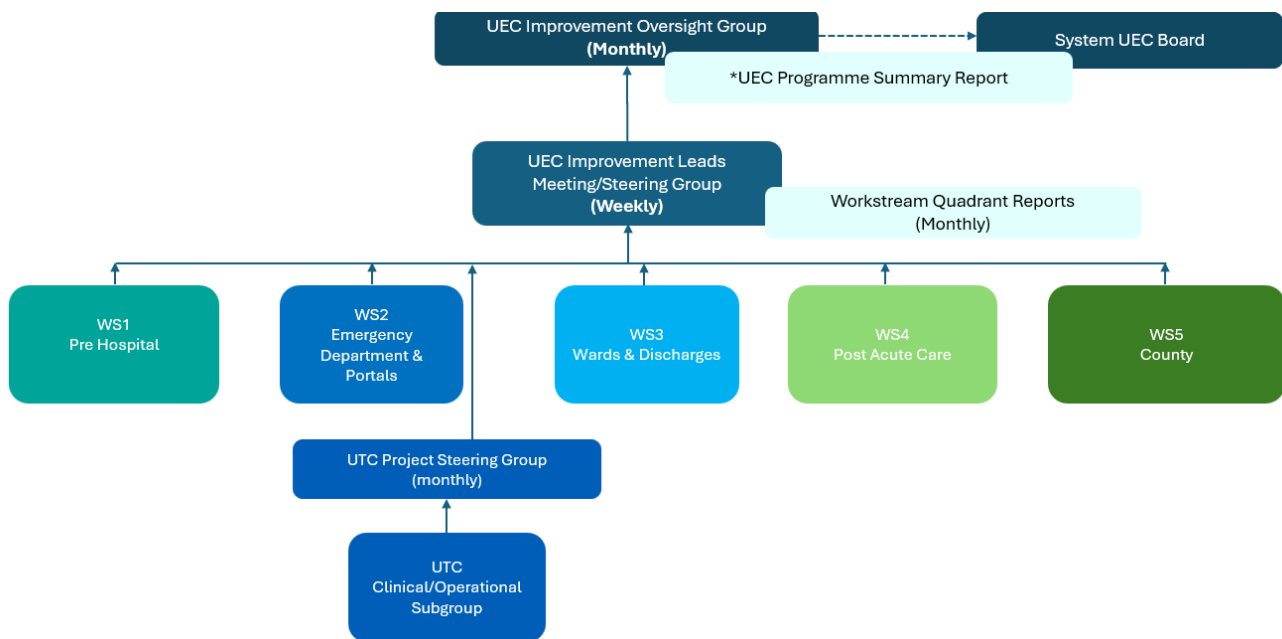 UEC Improvement Oversight Group
(Monthly)
System UEC Board
*UEC Programme Summary Report
UEC Improvement Leads
Meeting/Steering Group
(Weekly)
Workstream Quadrant Reports
(Monthly)
WS1
Pre Hospital
WS2
Emergency
Department &
Portals
WS3
Wards & Discharges
WS4
Post Acute Care
WS5
County
UTC Project Steering Group
(monthly)
UTC
Clinical/Operational
Subgroup